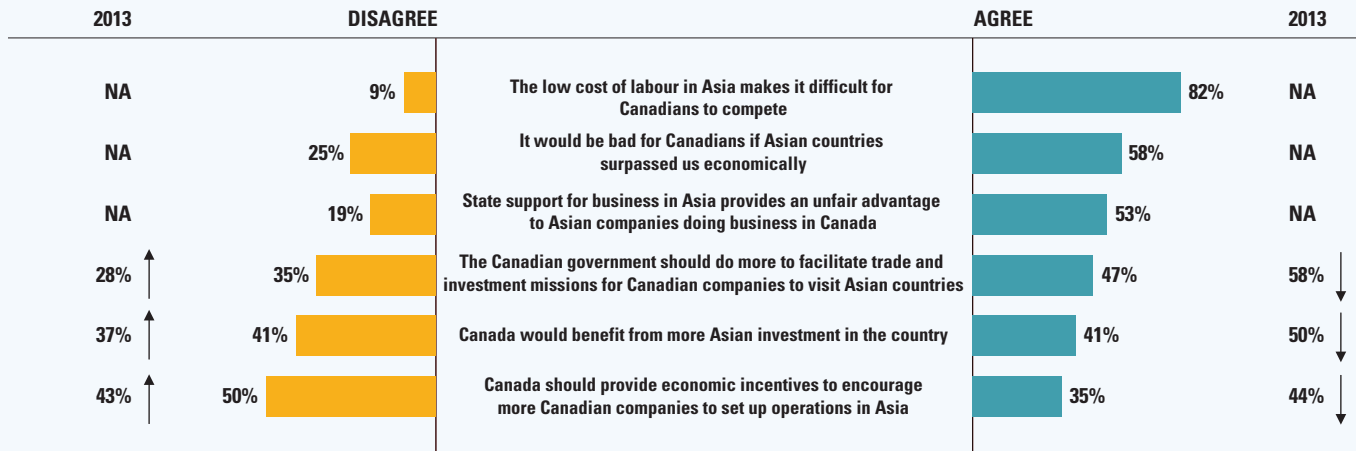 2013 DISAGREE AGREE 2013
NA 9% The low cost of labour in Asia makes it difficult for
Canadians to compete 82% NA
NA 25% It would be bad for Canadians if Asian countries
surpassed us economically 58% NA
NA 19% State support for business in Asia provides an unfair advantage
to Asian companies doing business in Canada 53% NA
28% 35% The Canadian government should do more to facilitate trade and
investment missions for Canadian companies to visit Asian countries 47% 58%
37% 41% Canada would benefit from more Asian investment in the country 41% 50%
43% 50% Canada should provide economic incentives to encourage
more Canadian companies to set up operations in Asia 35% 44%